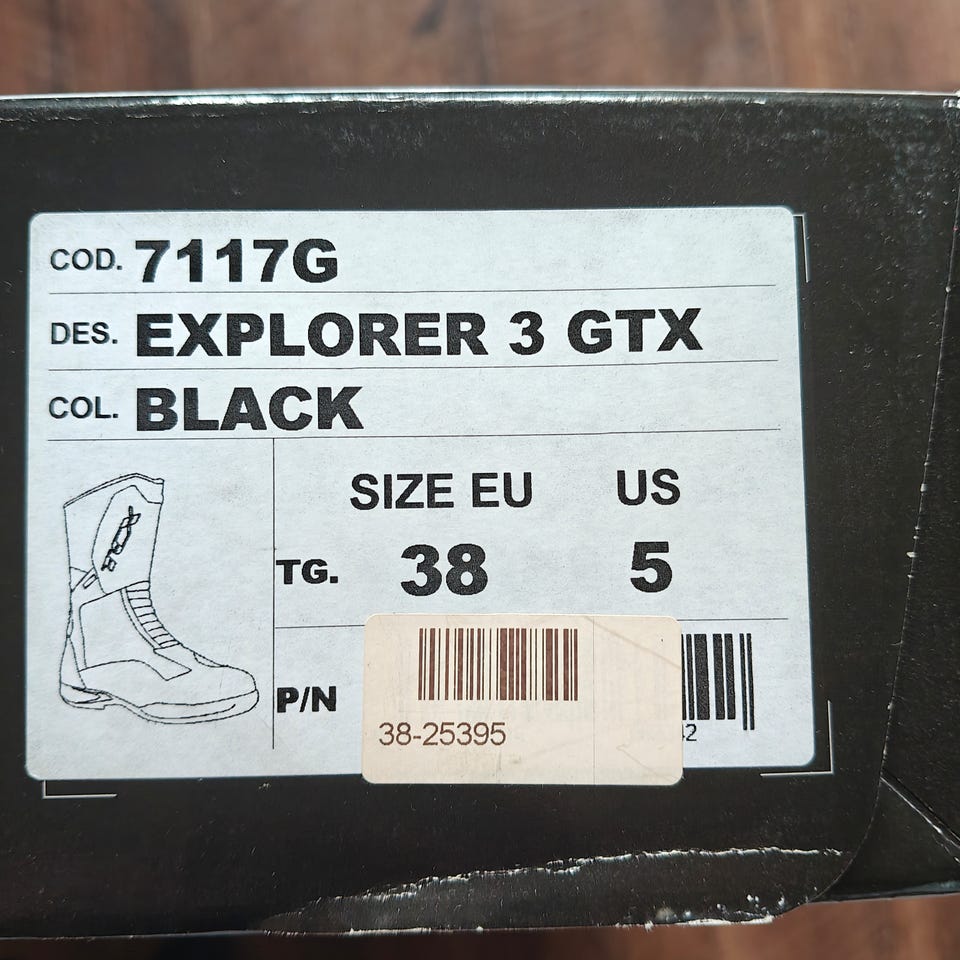 COD. 7117G
DES. EXPLORER 3 GTX
COL. BLACK
SIZE EU US
TG. 38 5
P/N
38-25395